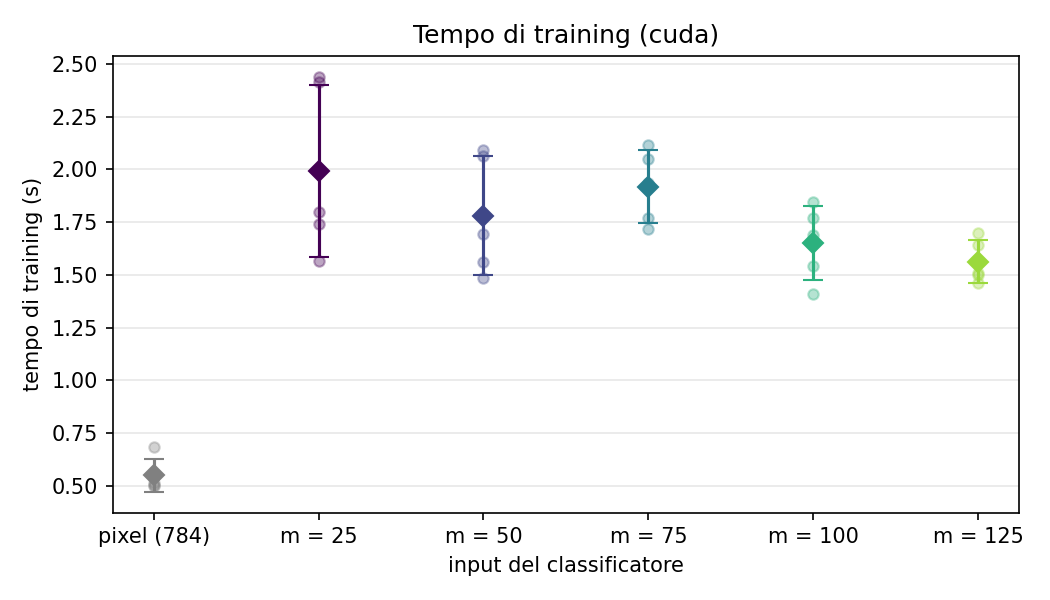 Tempo di training (cuda)
tempo di training (s)
2.50
2.25
2.00
1.75
1.50
1.25
1.00
0.75
0.50
pixel (784) m = 25 m = 50 m = 75 m = 100 m = 125
input del classificatore